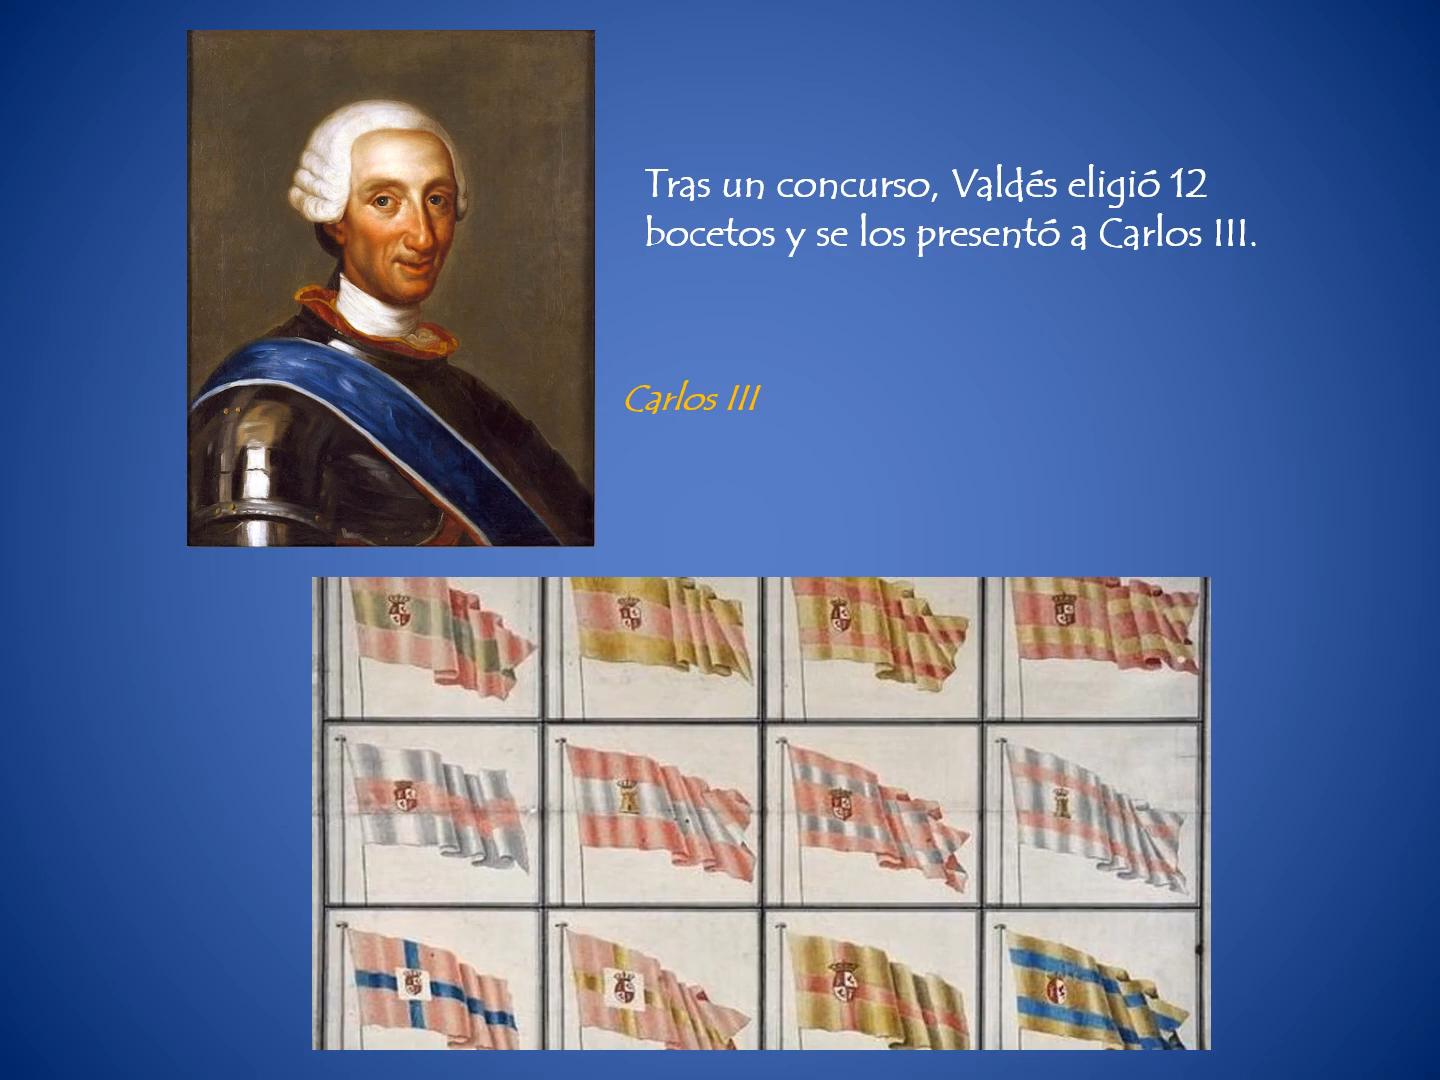 Tras un concurso, Valdés eligió 12
bocetos y se los presentó a Carlos III.
Carlos III